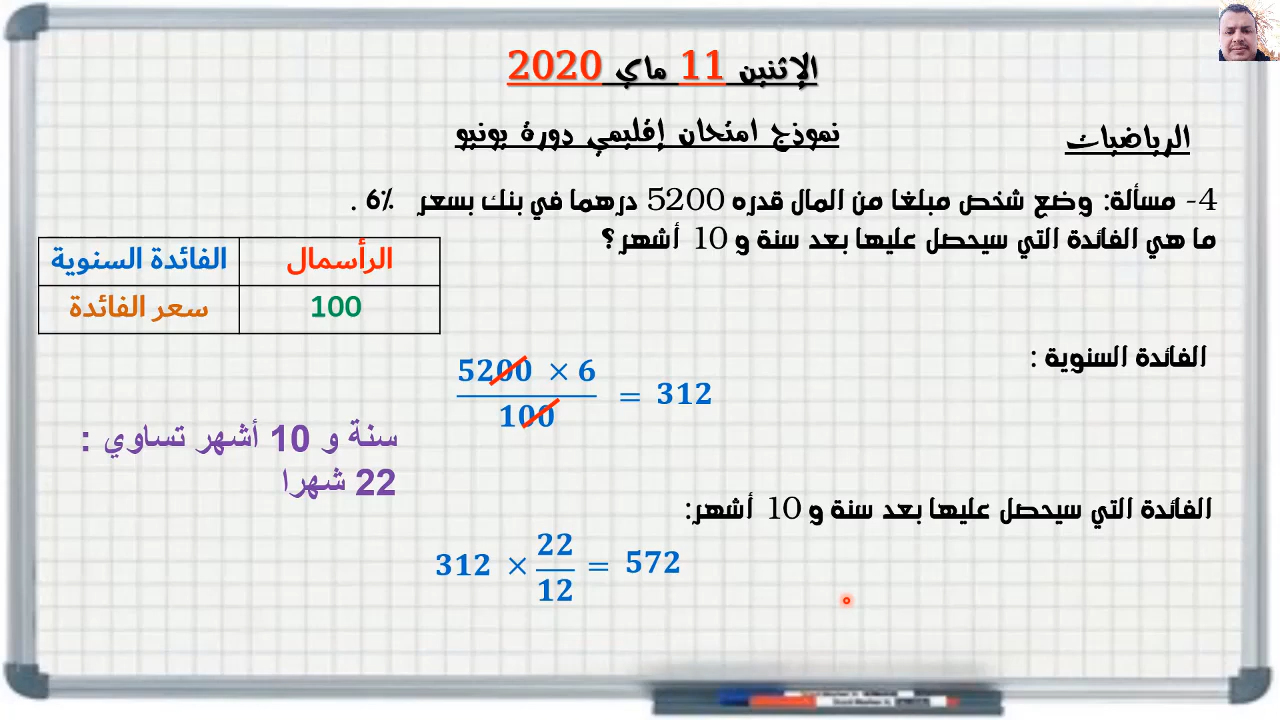 الإثنين 11 ماي 2020
الرياضيات
نموذج امتحان إقليمي دورة يونيو
4- مسألة: وضع شخص مبلغا من المال قدره 5200 درهما في بنك بسعر 6٪ .
ما هي الفائدة التي سيحصل عليها بعد سنة و 10 أشهر ؟
الرأسمال الفائدة السنوية
100 سعر الفائدة
الفائدة السنوية :
5200 × 6
100
= 312
سنة و 10 أشهر تساوي :
22 شهرا
الفائدة التي سيحصل عليها بعد سنة و 10 أشهر:
312 × 22/12 = 572